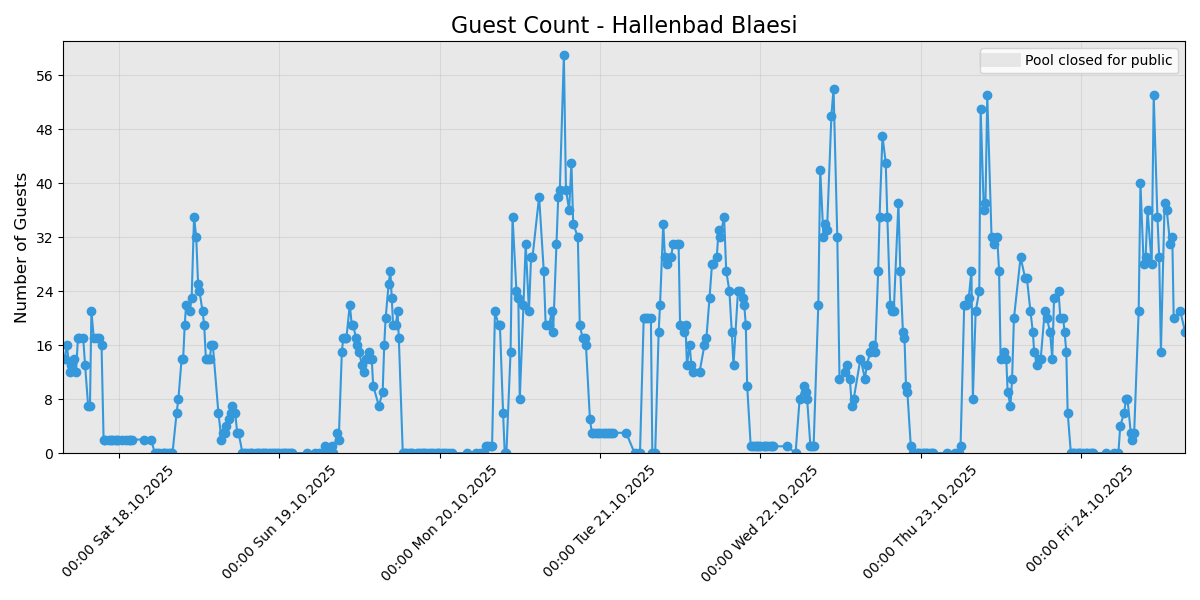 Guest Count - Hallenbad Blaesi
Pool closed for public
Number of Guests
56
48
40
32
24
16
8
0
00:00 Sat 18.10.2025
00:00 Sun 19.10.2025
00:00 Mon 20.10.2025
00:00 Tue 21.10.2025
00:00 Wed 22.10.2025
00:00 Thu 23.10.2025
00:00 Fri 24.10.2025